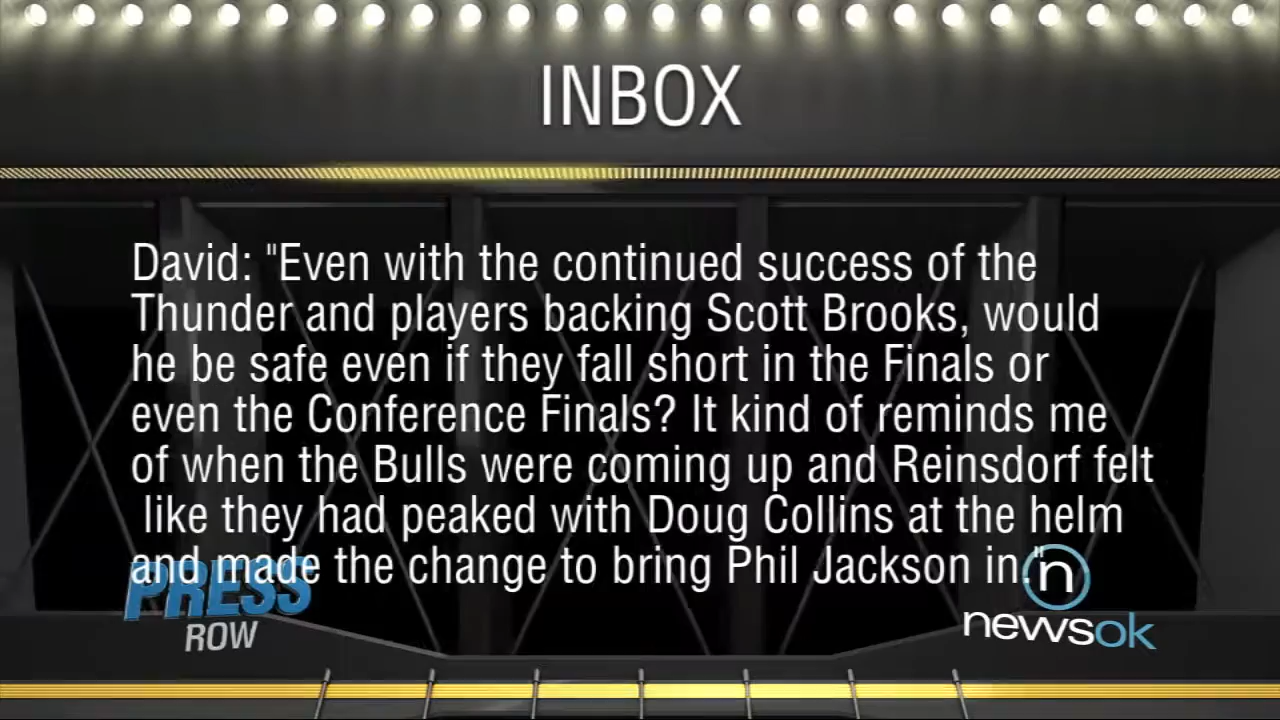 INBOX
David: "Even with the continued success of the
Thunder and players backing Scott Brooks, would
he be safe even if they fall short in the Finals or
even the Conference Finals? It kind of reminds me
of when the Bulls were coming up and Reinsdorf felt
like they had peaked with Doug Collins at the helm
and made the change to bring Phil Jackson in."
PRESS
ROW
n
newsok